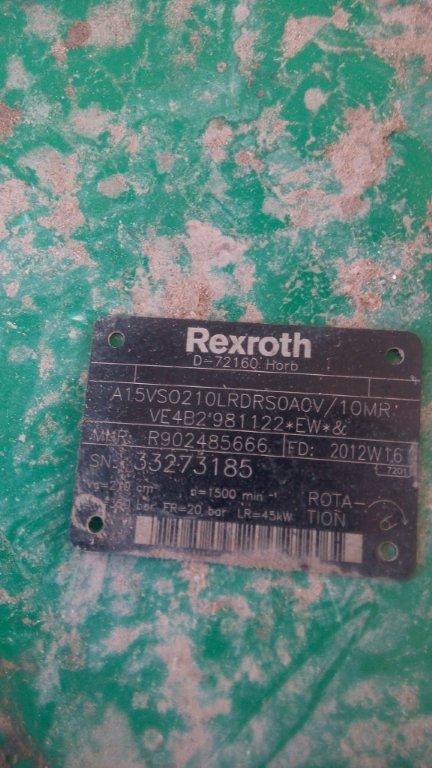 Rexroth
D-72160 Horb
A15VSO210LRDRS0A0V/10MR
VE4B2'981122*EW*&
MNR: R902485666 FD: 2012W16
7201
SN: 33273185
n=1500 min⁻¹ ROTA-
bar FR=20 bar LR=45kW TION